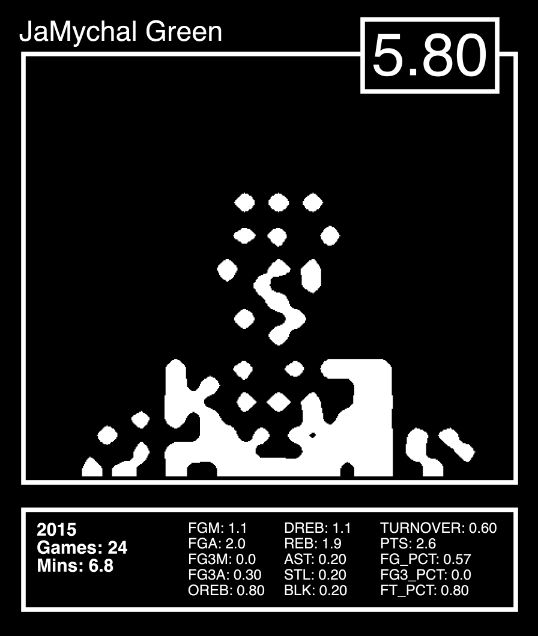 JaMychal Green
5.80
2015
Games: 24
Mins: 6.8
FGM: 1.1
FGA: 2.0
FG3M: 0.0
FG3A: 0.30
OREB: 0.80
DREB: 1.1
REB: 1.9
AST: 0.20
STL: 0.20
BLK: 0.20
TURNOVER: 0.60
PTS: 2.6
FG_PCT: 0.57
FG3_PCT: 0.0
FT_PCT: 0.80